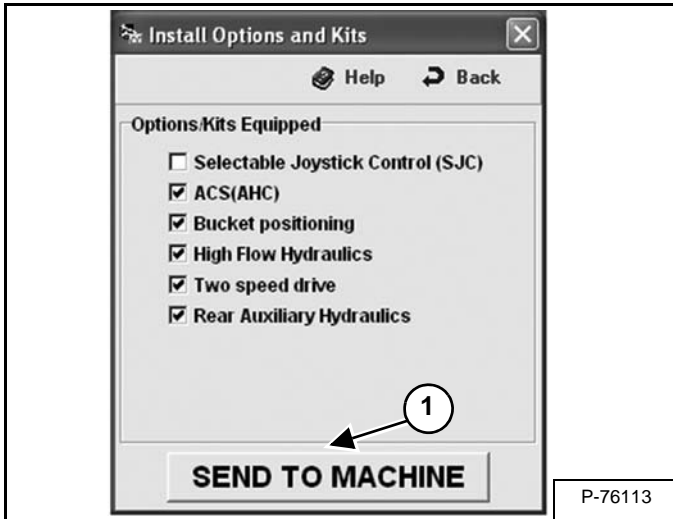 Install Options and Kits
Help Back
Options/Kits Equipped
Selectable Joystick Control (SJC)
ACS(AHC)
Bucket positioning
High Flow Hydraulics
Two speed drive
Rear Auxiliary Hydraulics
1
SEND TO MACHINE
P-76113